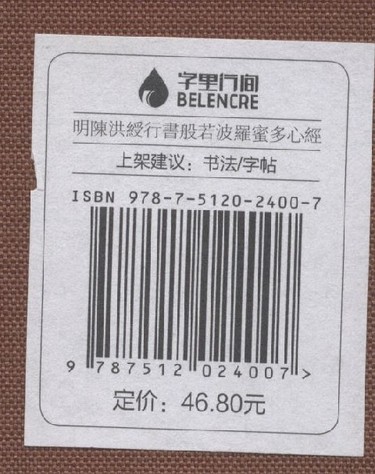 字里行间
BELENCRE
明陳洪綬行書般若波羅蜜多心經
上架建议：书法/字帖
ISBN 978-7-5120-2400-7
9 787512 024007 >
定价：46.80元